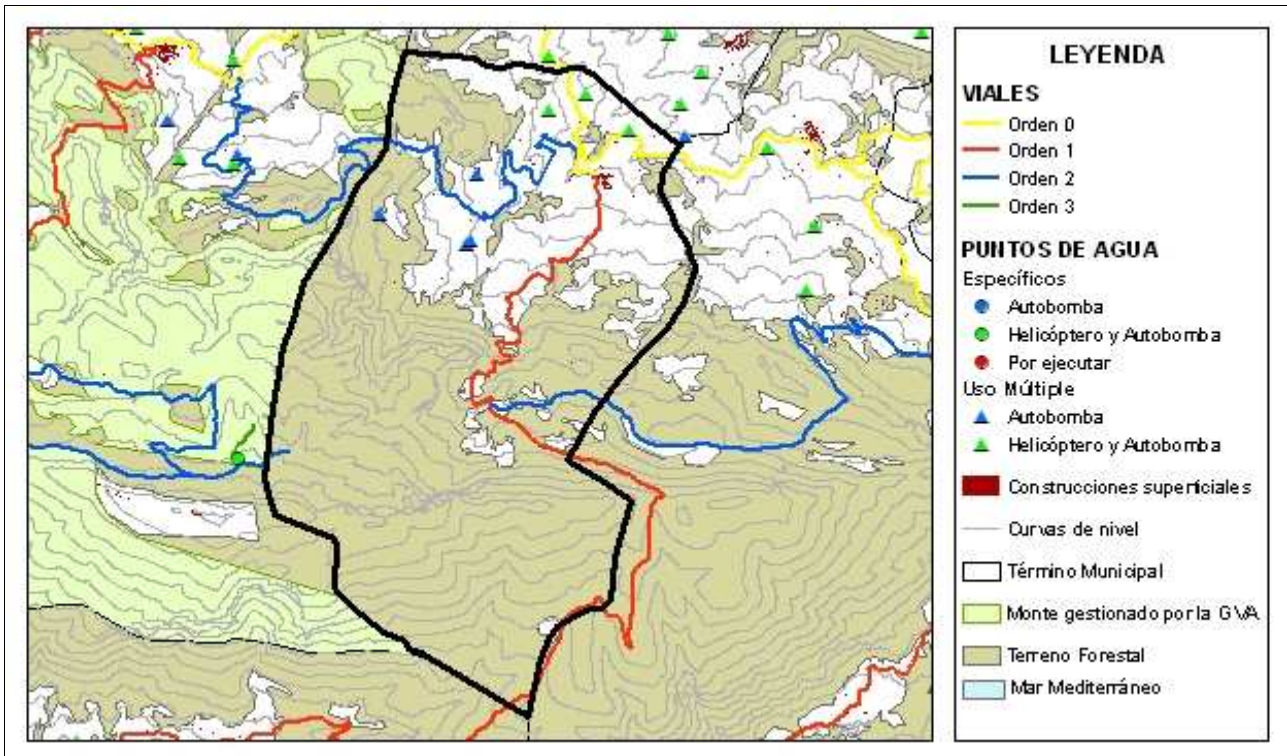 LEYENDA
VIALES
Orden 0
Orden 1
Orden 2
Orden 3
PUNTOS DE AGUA
Específicos
Autobomba
Helicóptero y Autobomba
Por ejecutar
Uso Múltiple
Autobomba
Helicóptero y Autobomba
Construcciones superficiales
Curvas de nivel
Término Municipal
Monte gestionado por la GVA
Terreno Forestal
Mar Mediterráneo